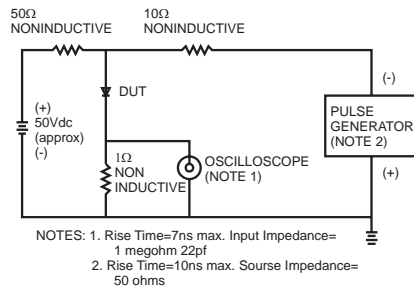 50Ω
NONINDUCTIVE
10Ω
NONINDUCTIVE
DUT
(+)
50Vdc
(approx)
(-)
1Ω
NON
INDUCTIVE
OSCILLOSCOPE
(NOTE 1)
(-)
PULSE
GENERATOR
(NOTE 2)
(+)
NOTES: 1. Rise Time=7ns max. Input Impedance=
1 megohm 22pf
2. Rise Time=10ns max. Sourse Impedance=
50 ohms